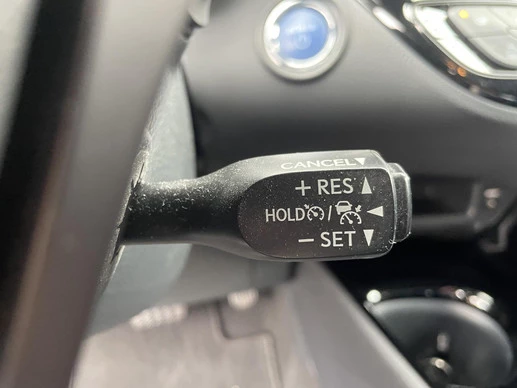 CANCEL▼
+ RES ▲
HOLD / ◄
− SET ▼